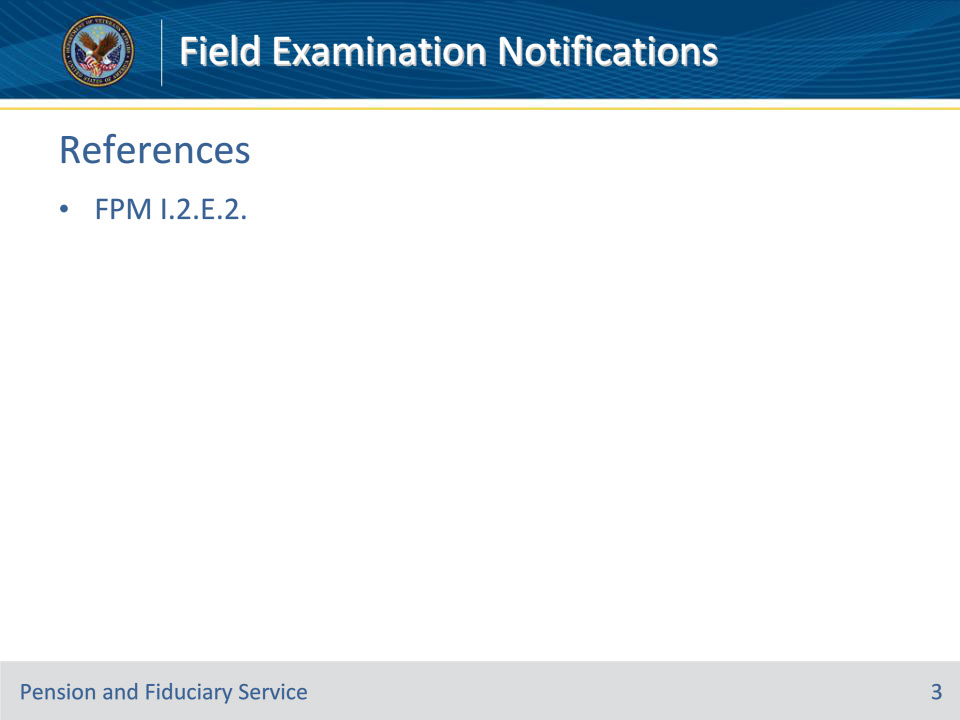 Field Examination Notifications
References
• FPM I.2.E.2.
Pension and Fiduciary Service
3